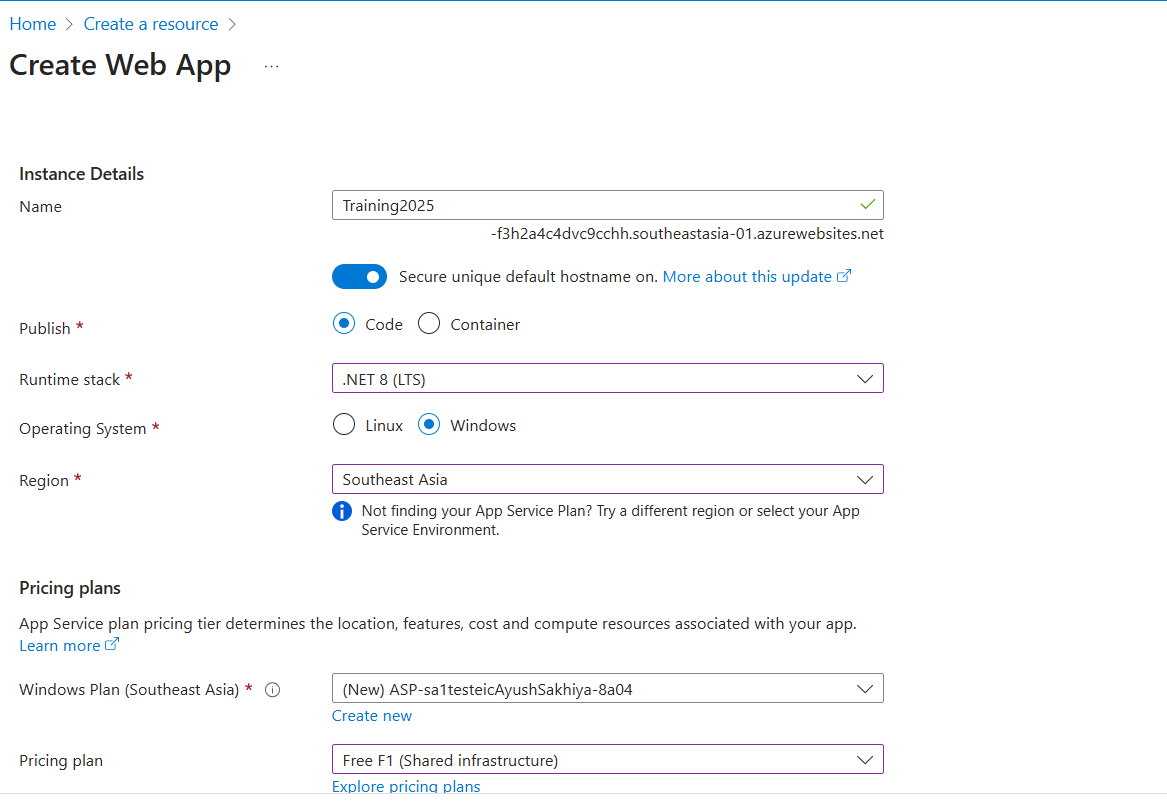 Home > Create a resource >
Create Web App ...
Instance Details
Name
Training2025
-f3h2a4c4dvc9cchh.southeastasia-01.azurewebsites.net
Secure unique default hostname on. More about this update
Publish *
Code
Container
Runtime stack *
.NET 8 (LTS)
Operating System *
Linux
Windows
Region *
Southeast Asia
Not finding your App Service Plan? Try a different region or select your App
Service Environment.
Pricing plans
App Service plan pricing tier determines the location, features, cost and compute resources associated with your app.
Learn more
Windows Plan (Southeast Asia) *
(New) ASP-sa1testeicAyushSakhiya-8a04
Create new
Pricing plan
Free F1 (Shared infrastructure)
Explore pricing plans